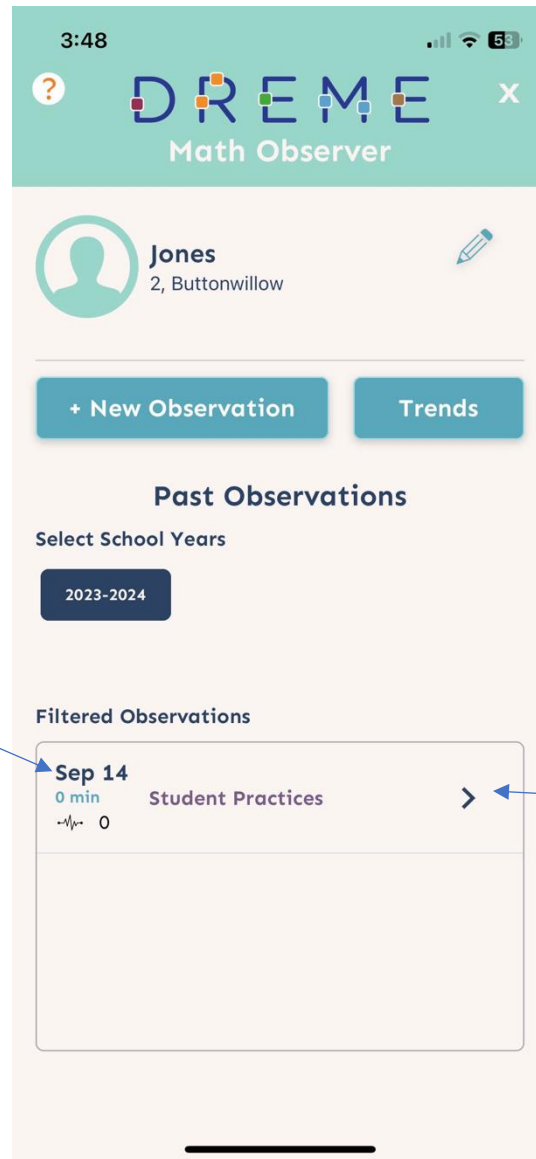 3:48
53
?
DREME
X
Math Observer
Jones
2, Buttonwillow
+ New Observation
Trends
Past Observations
Select School Years
2023-2024
Filtered Observations
Sep 14
0 min
Student Practices
0